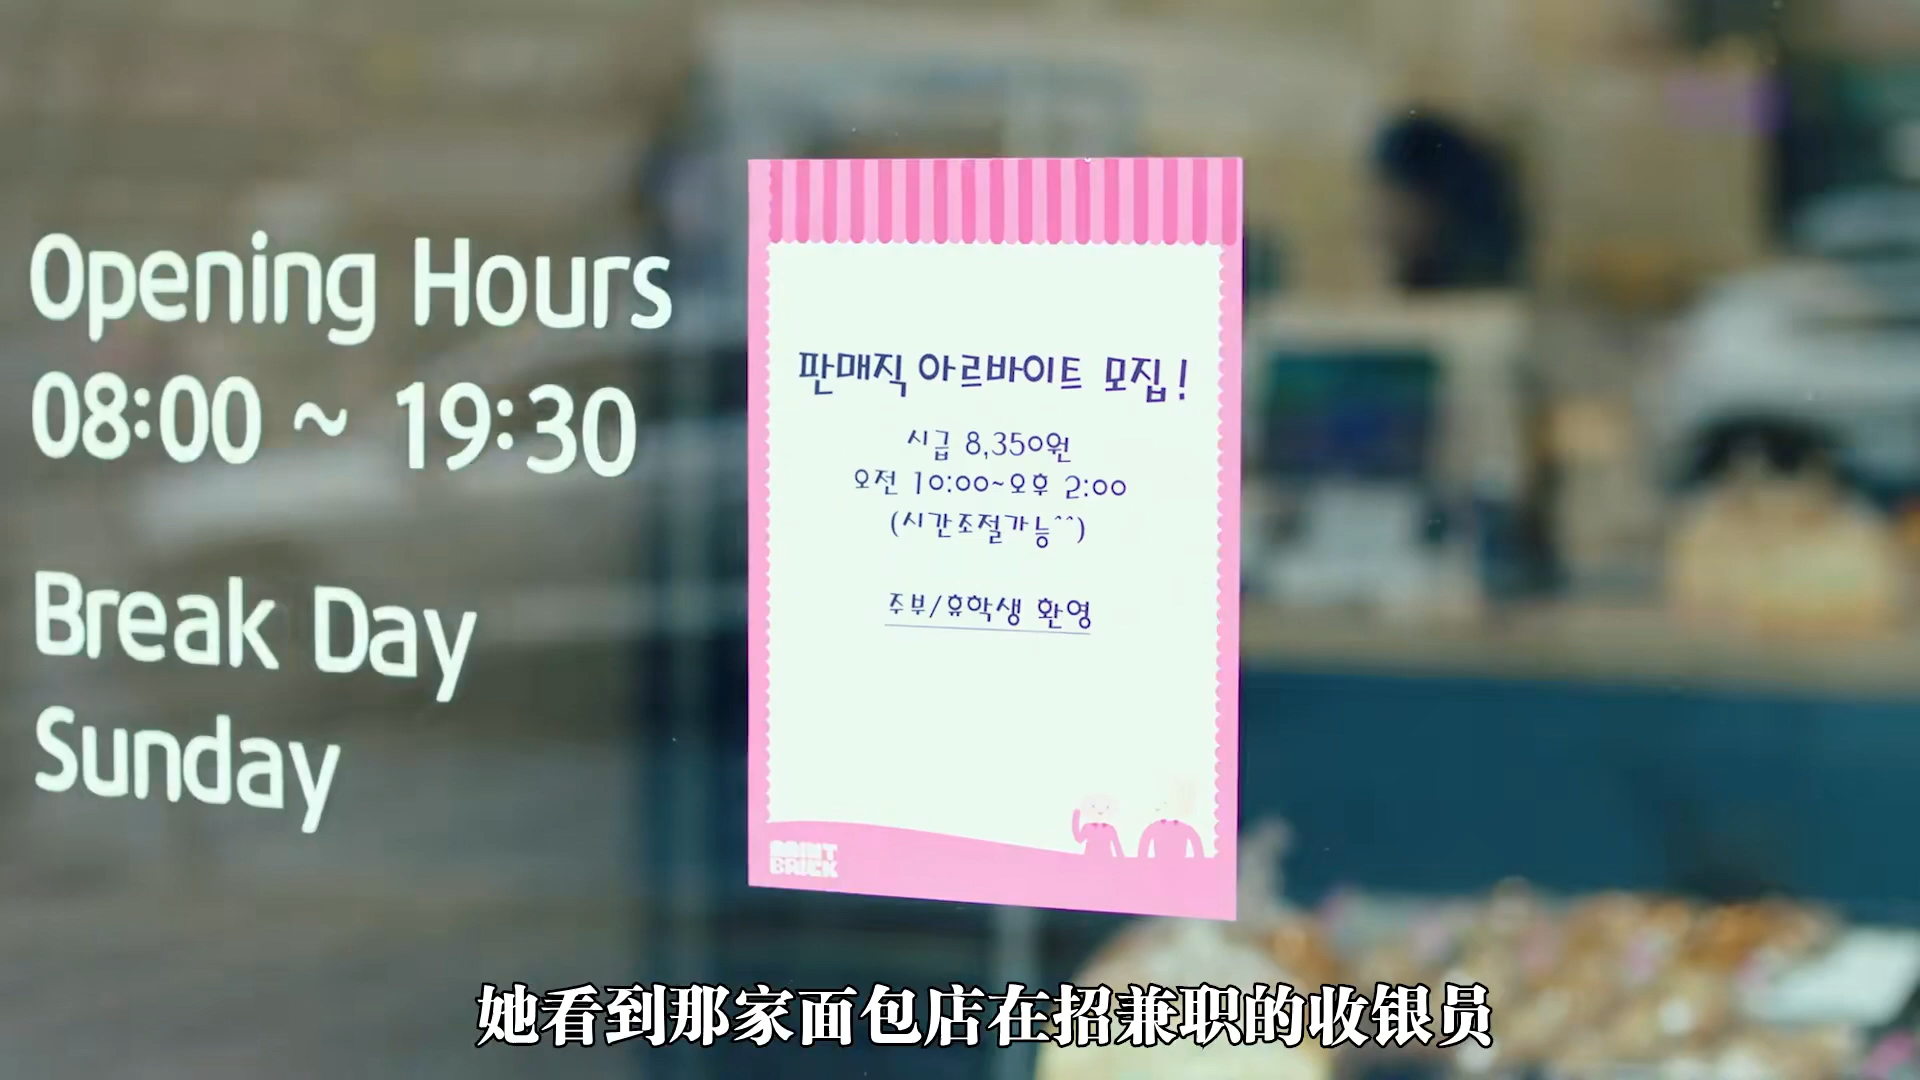 Opening Hours
08:00 ~ 19:30
Break Day
Sunday
판매직 아르바이트 모집!
시급 8,350원
오전 10:00~오후 2:00
(시간조절가능^^)
주부/휴학생 환영
PAINT
BRICK
她看到那家面包店在招兼职的收银员